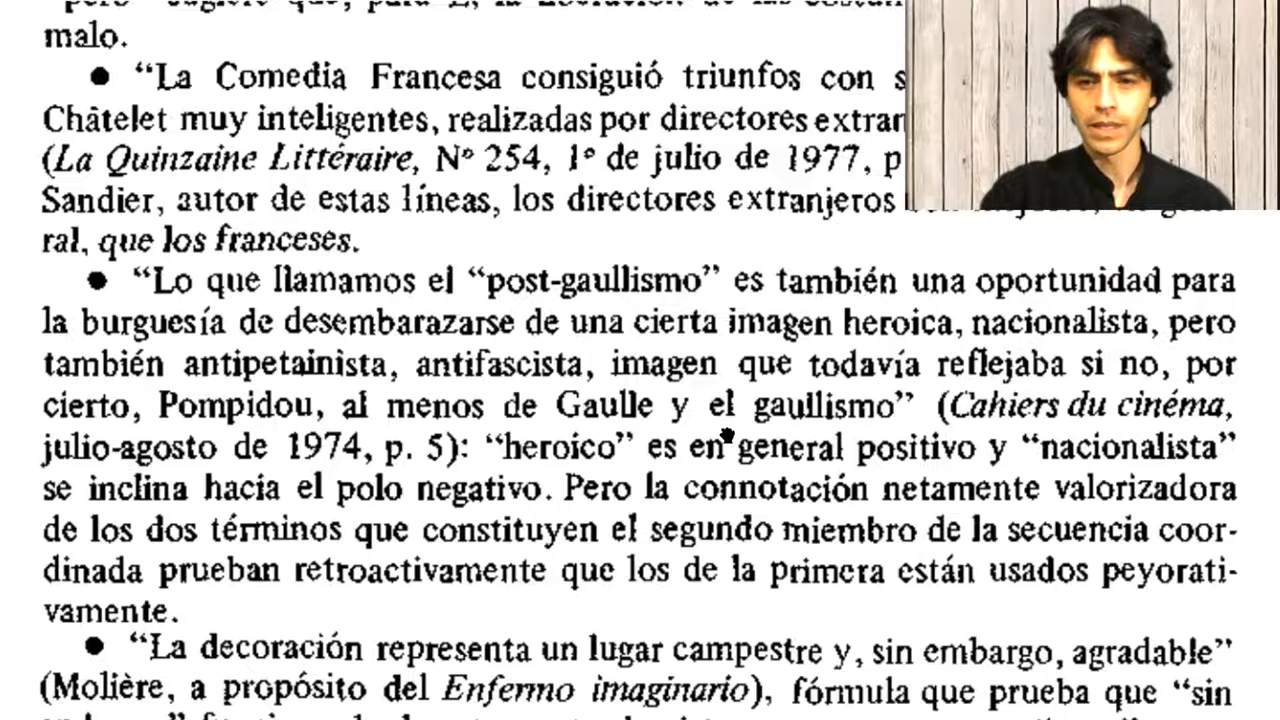 malo.
● “La Comedia Francesa consiguió triunfos con s
Châtelet muy inteligentes, realizadas por directores extran
(La Quinzaine Littéraire, Nº 254, 1º de julio de 1977, p
Sandier, autor de estas líneas, los directores extranjeros
ral, que los franceses.
● “Lo que llamamos el “post-gaullismo” es también una oportunidad para
la burguesía de desembarazarse de una cierta imagen heroica, nacionalista, pero
también antipetainista, antifascista, imagen que todavía reflejaba si no, por
cierto, Pompidou, al menos de Gaulle y el gaullismo” (Cahiers du cinéma,
julio-agosto de 1974, p. 5): “heroico” es en general positivo y “nacionalista”
se inclina hacia el polo negativo. Pero la connotación netamente valorizadora
de los dos términos que constituyen el segundo miembro de la secuencia coor-
dinada prueban retroactivamente que los de la primera están usados peyorati-
vamente.
● “La decoración representa un lugar campestre y, sin embargo, agradable”
(Molière, a propósito del Enfermo imaginario), fórmula que prueba que “sin